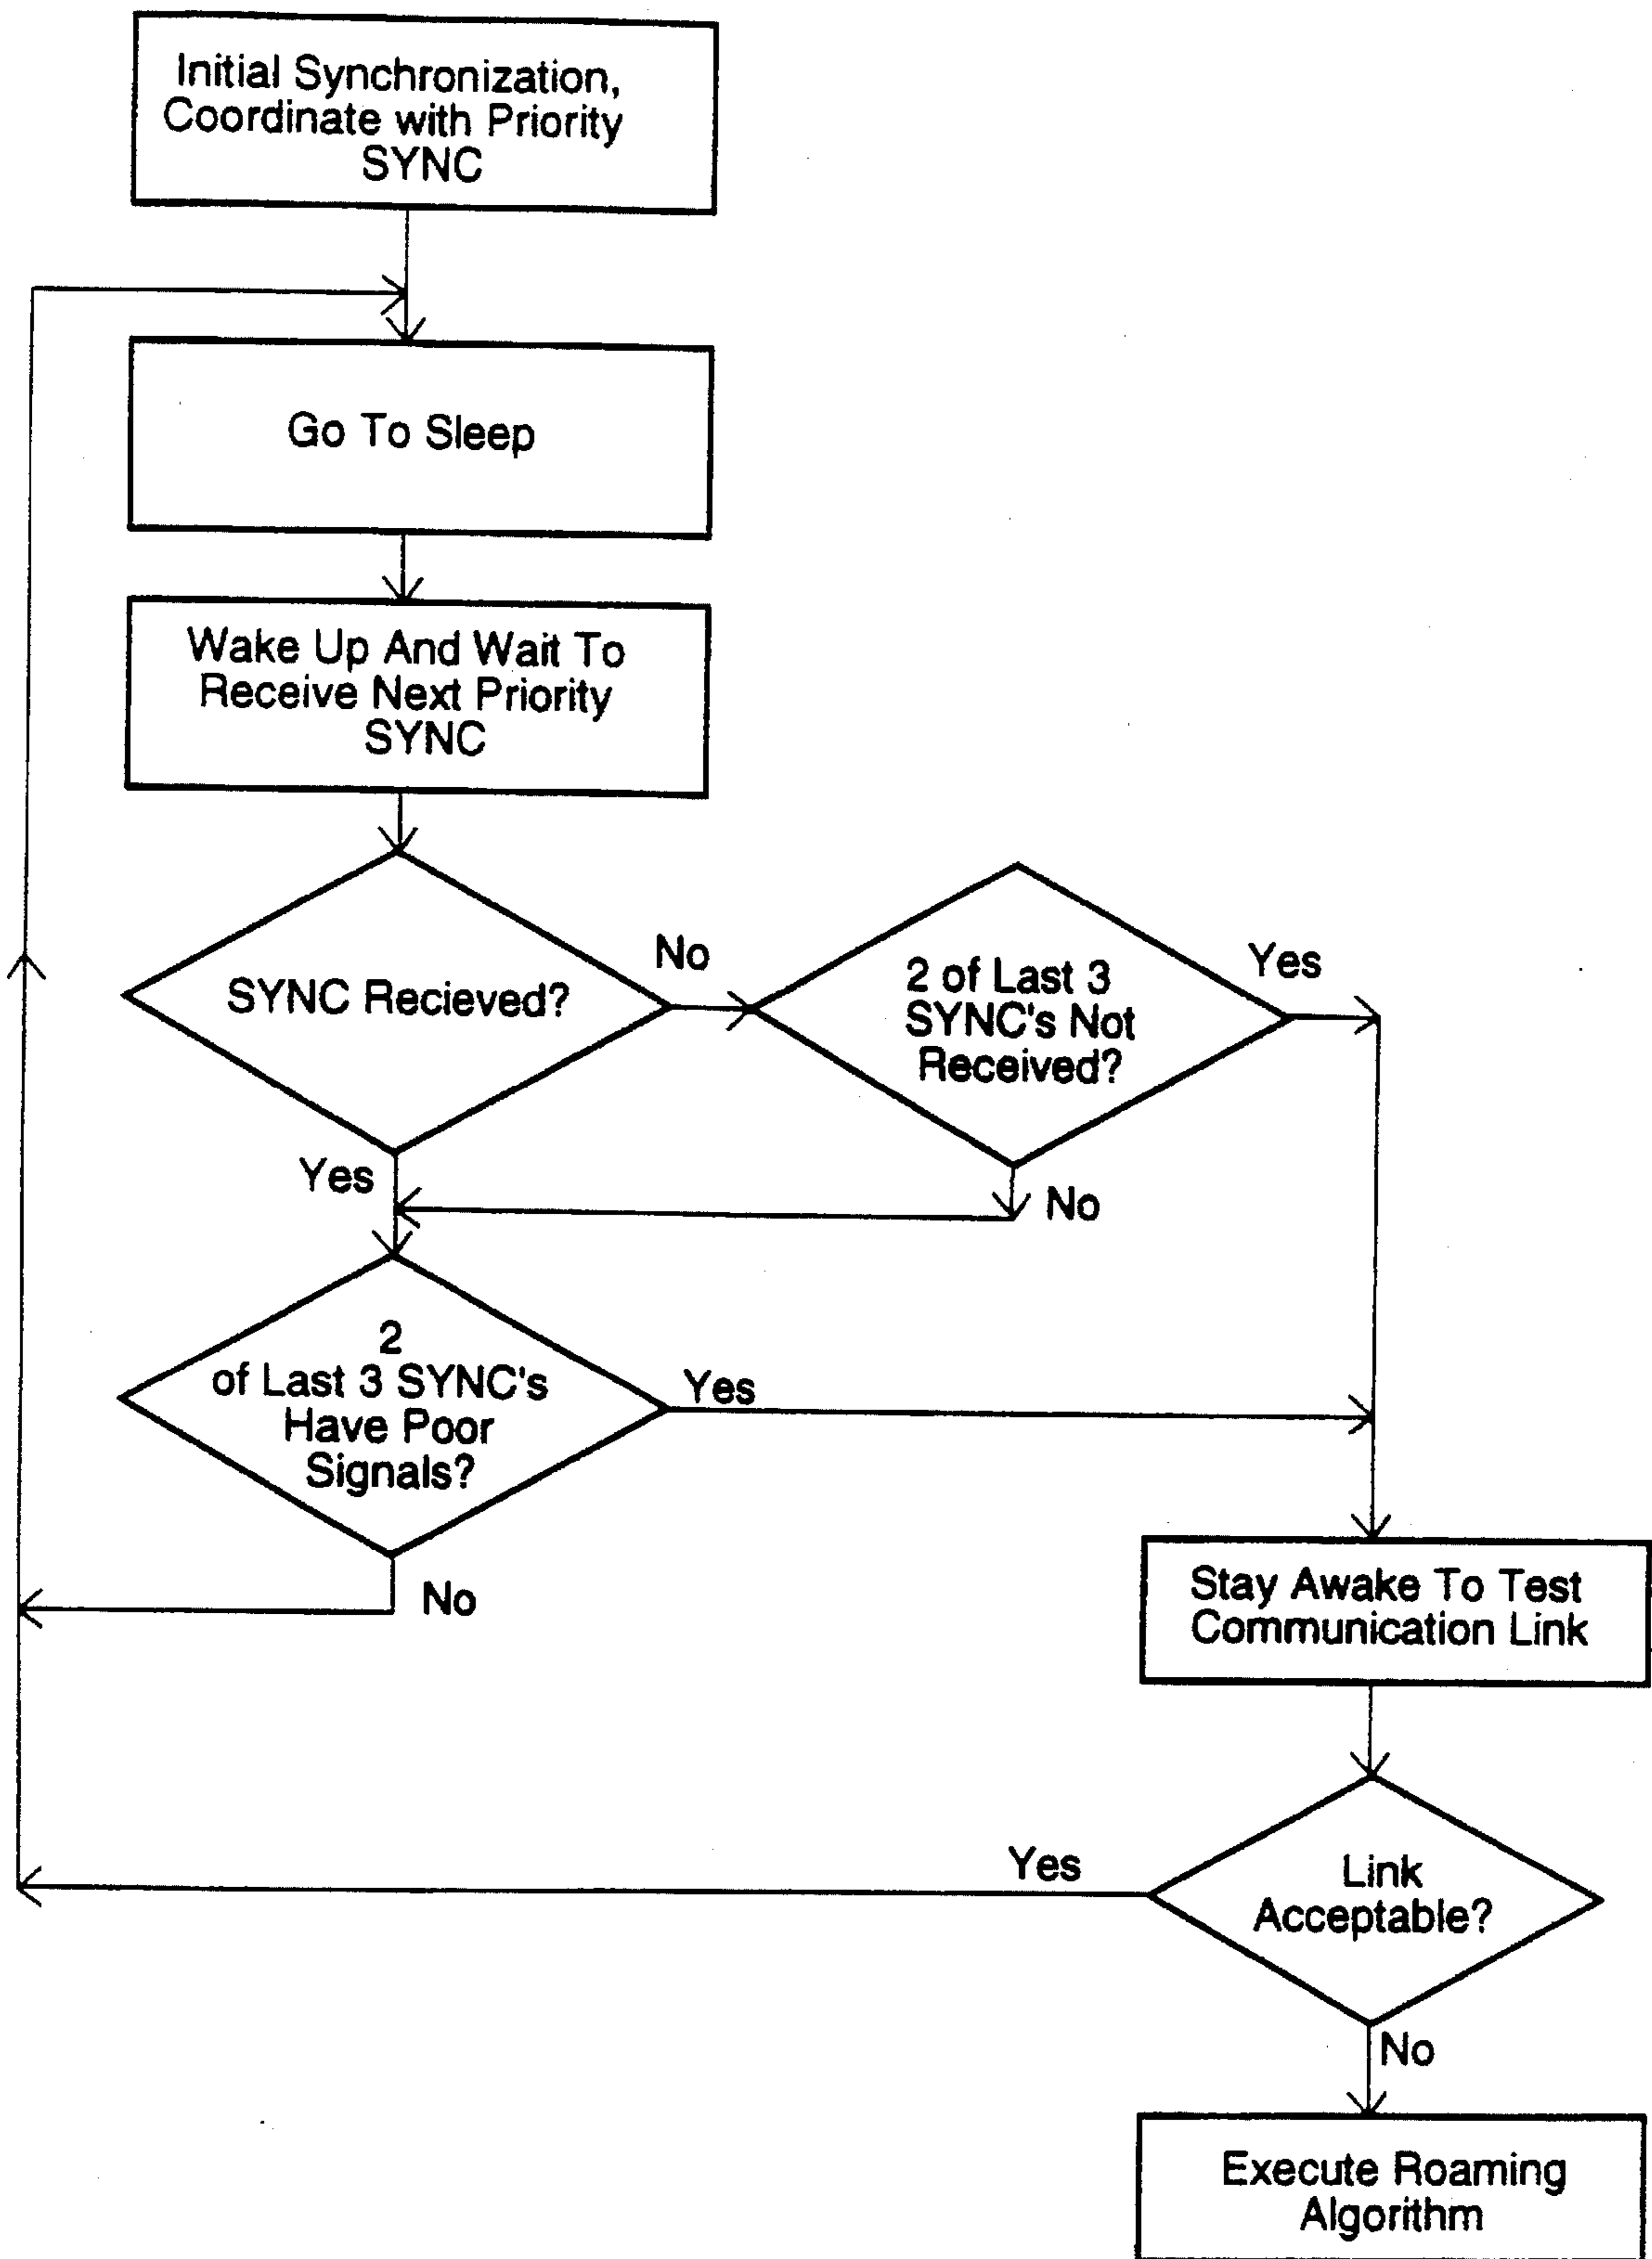 Initial Synchronization,
Coordinate with Priority
SYNC
Go To Sleep
Wake Up And Wait To
Receive Next Priority
SYNC
SYNC Recieved?
No
2 of Last 3
SYNC's Not
Received?
Yes
Yes
No
2
of Last 3 SYNC's
Have Poor
Signals?
Yes
No
Stay Awake To Test
Communication Link
Yes
Link
Acceptable?
No
Execute Roaming
Algorithm